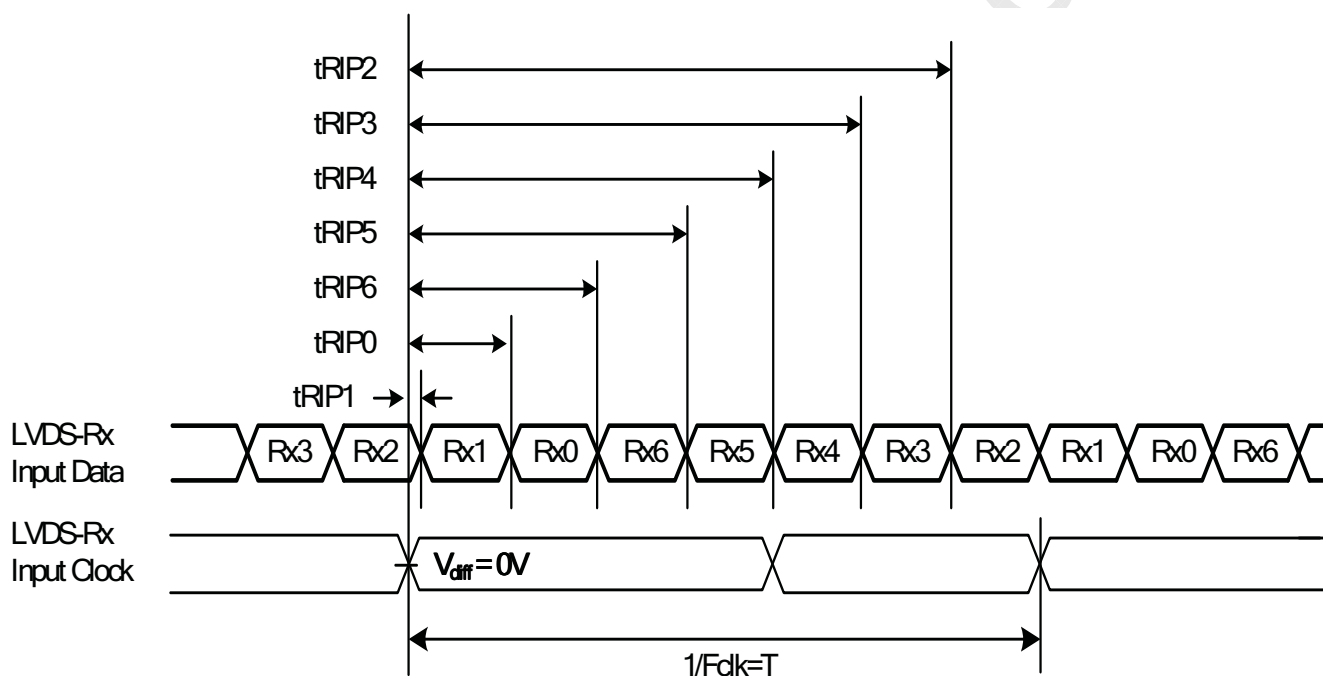 tRIP2
tRIP3
tRIP4
tRIP5
tRIP6
tRIP0
tRIP1
LVDS-Rx
Input Data
Rx3 Rx2 Rx1 Rx0 Rx6 Rx5 Rx4 Rx3 Rx2 Rx1 Rx0 Rx6
LVDS-Rx
Input Clock
Vdiff = 0V
1/Fclk=T